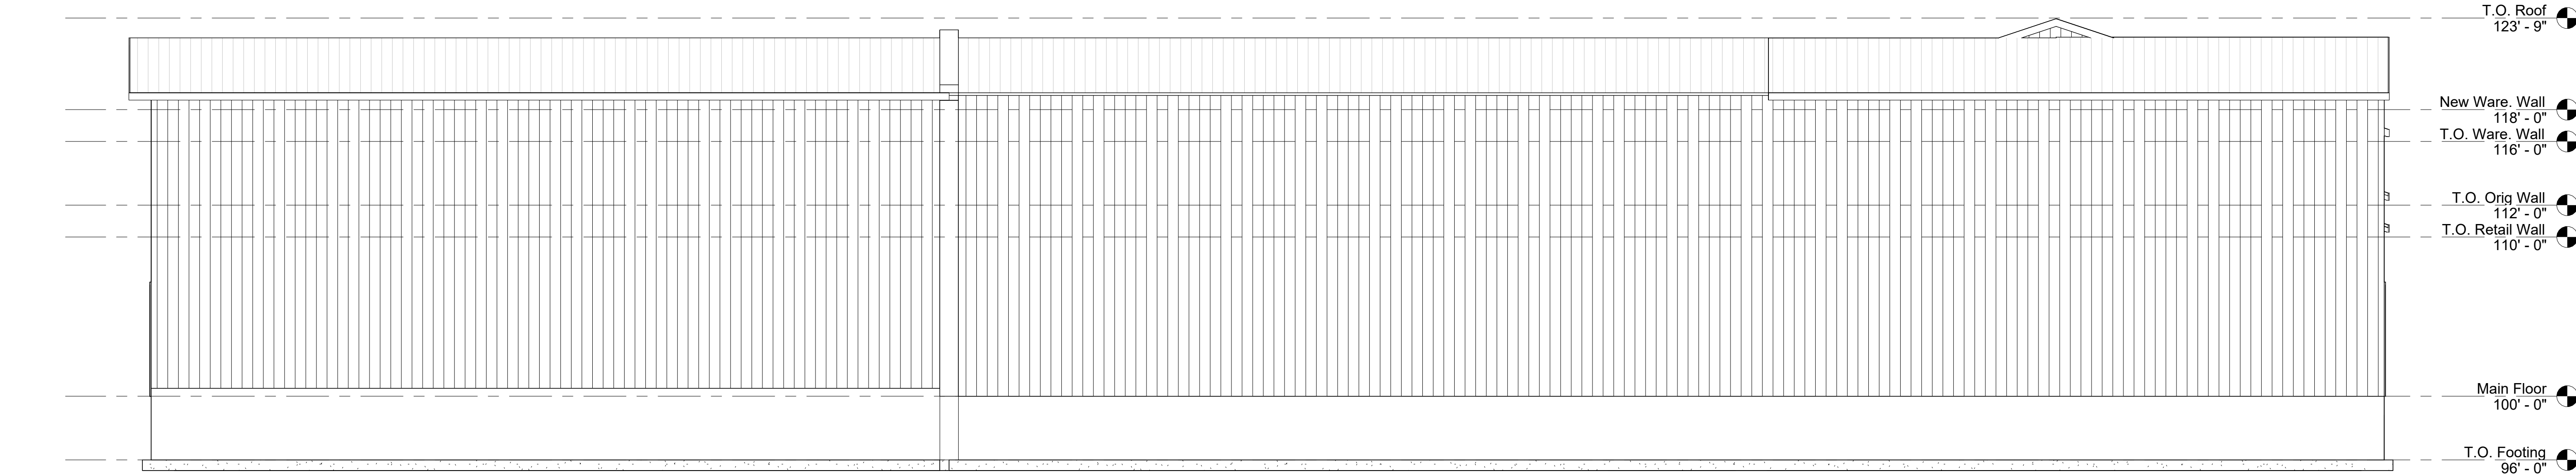 T.O. Roof
123' - 9"
New Ware. Wall
118' - 0"
T.O. Ware. Wall
116' - 0"
T.O. Orig Wall
112' - 0"
T.O. Retail Wall
110' - 0"
Main Floor
100' - 0"
T.O. Footing
96' - 0"